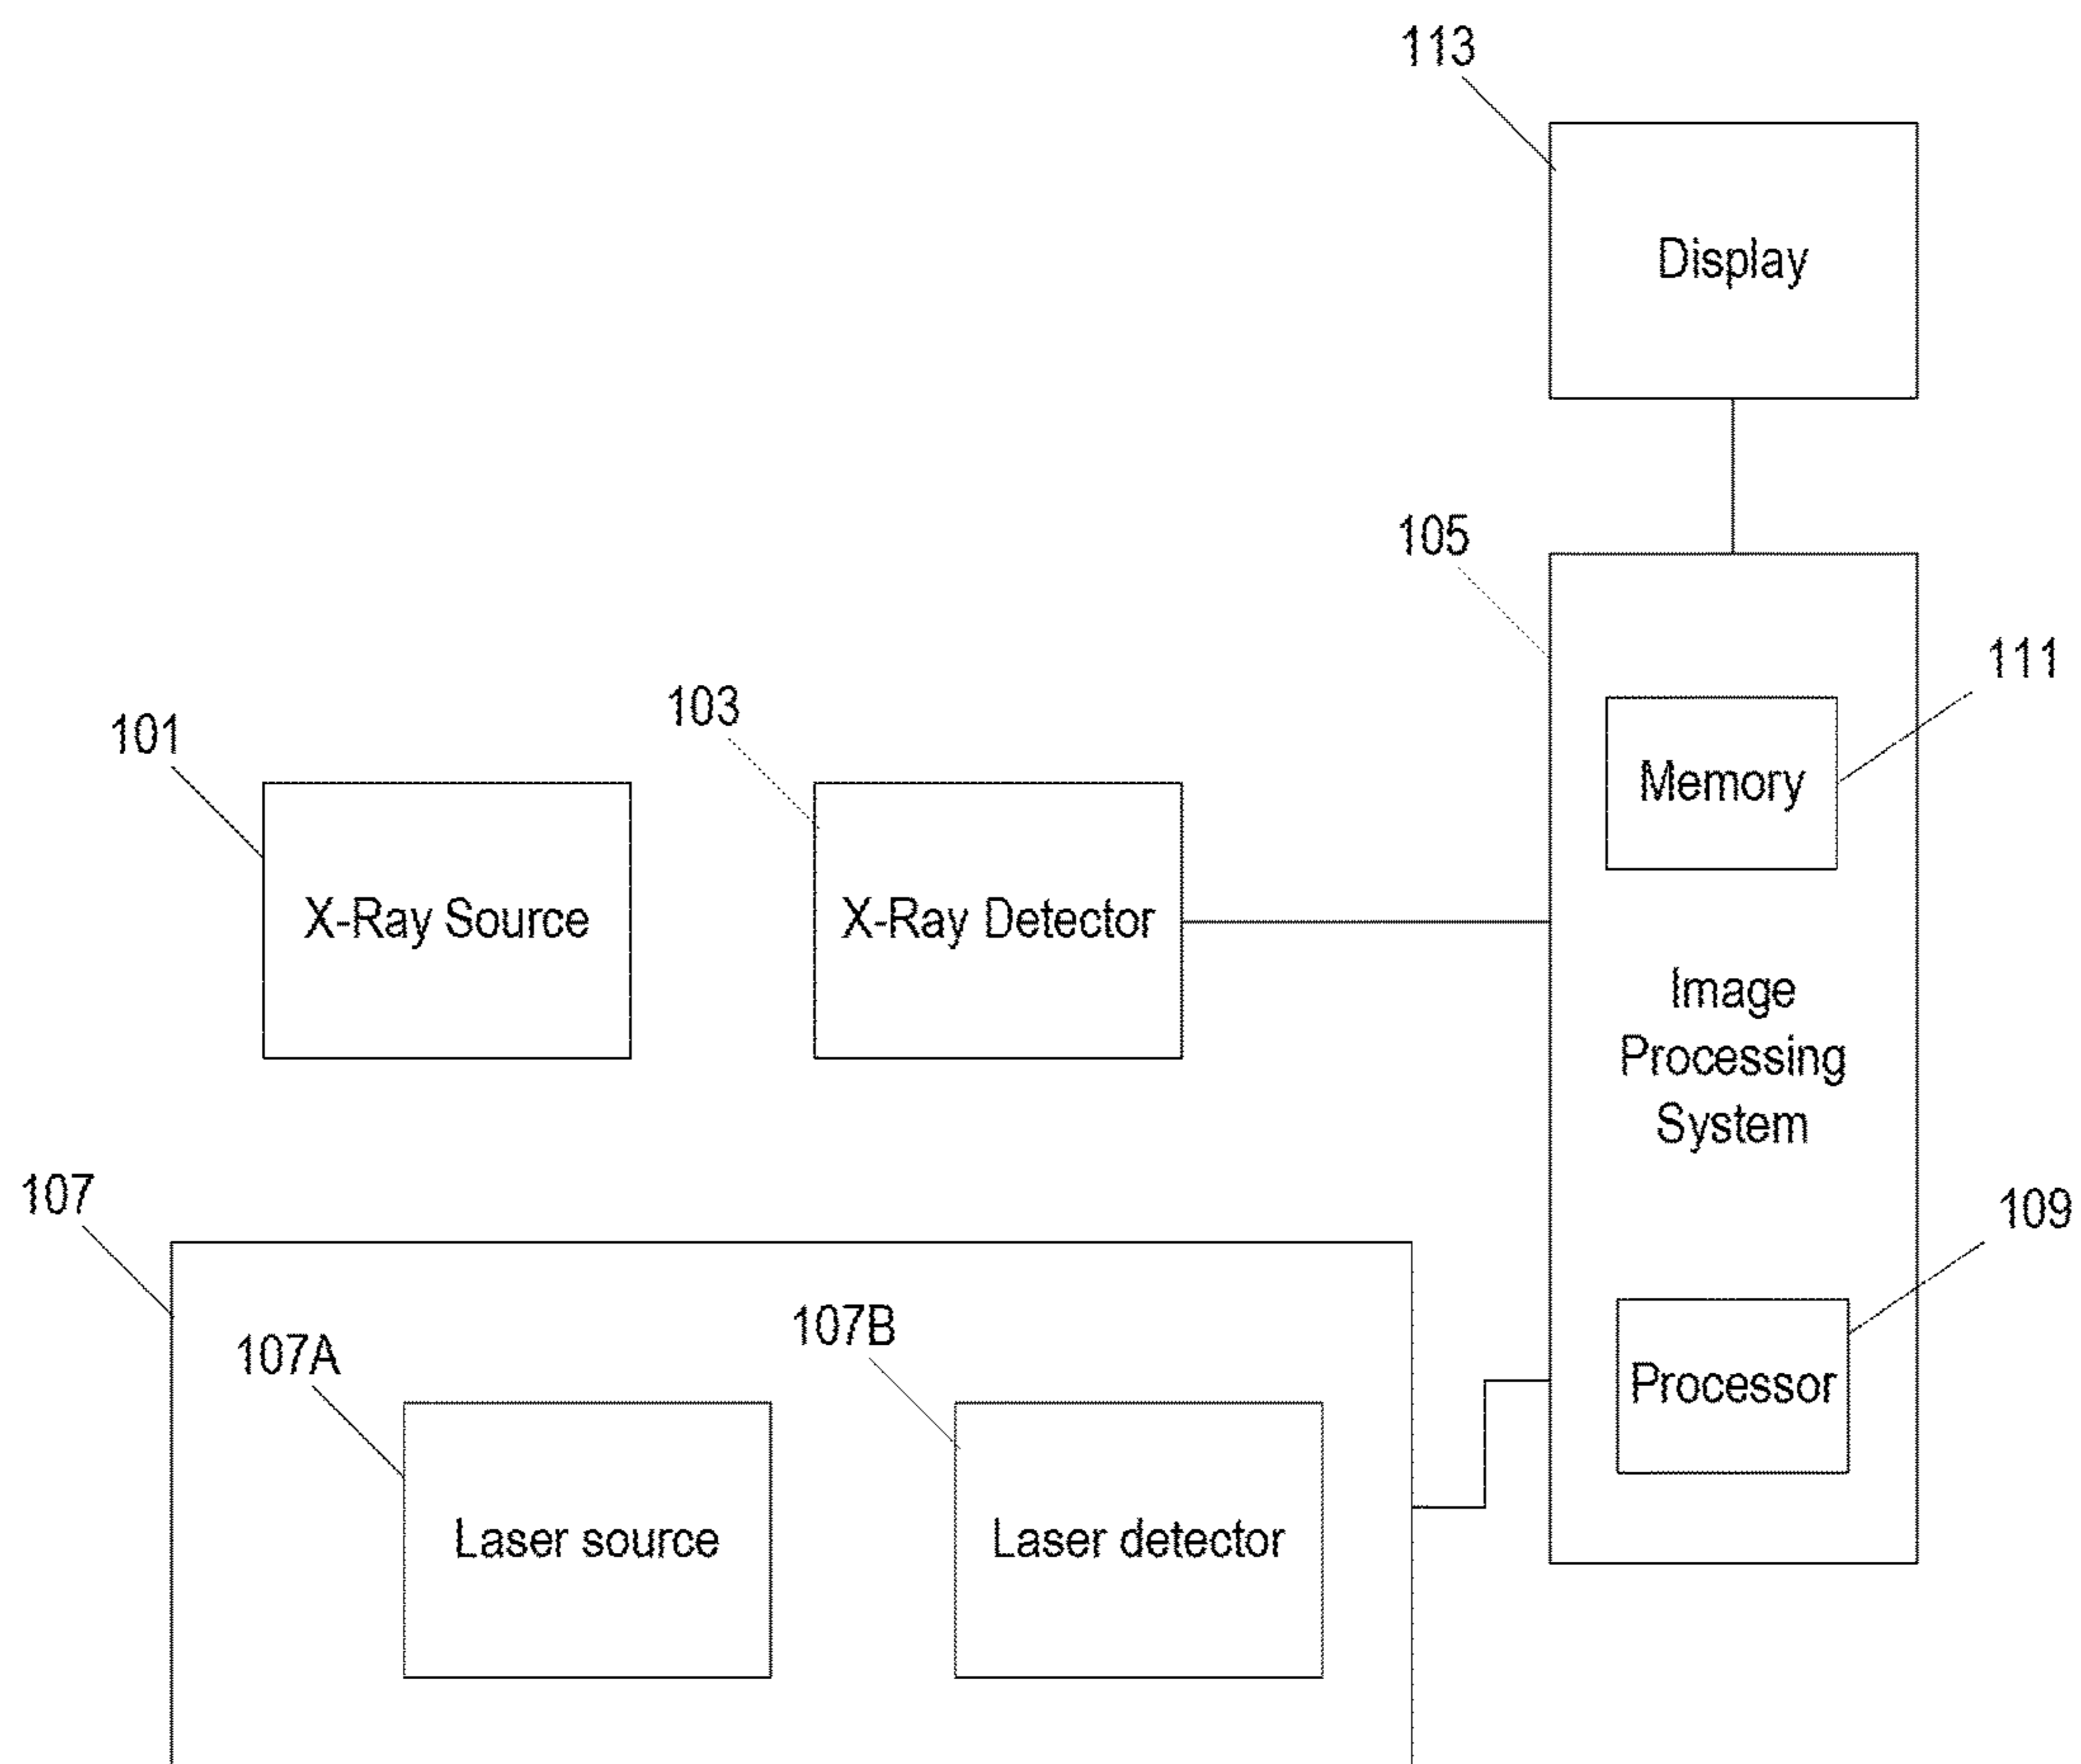 113
Display
105
111
Memory
103
101
X-Ray Source
X-Ray Detector
Image
Processing
System
107
109
107A
107B
Processor
Laser source
Laser detector